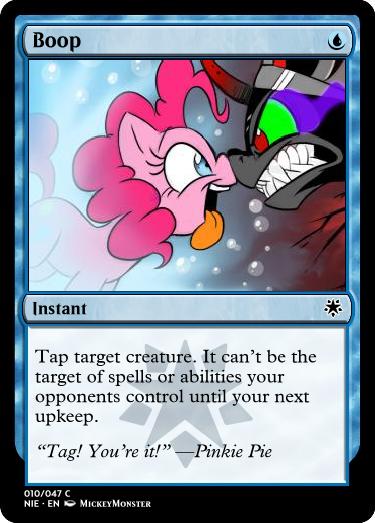 Boop
Instant
Tap target creature. It can't be the
target of spells or abilities your
opponents control until your next
upkeep.
“Tag! You're it!” —Pinkie Pie
010/047 C
NIE · EN MickeyMonster